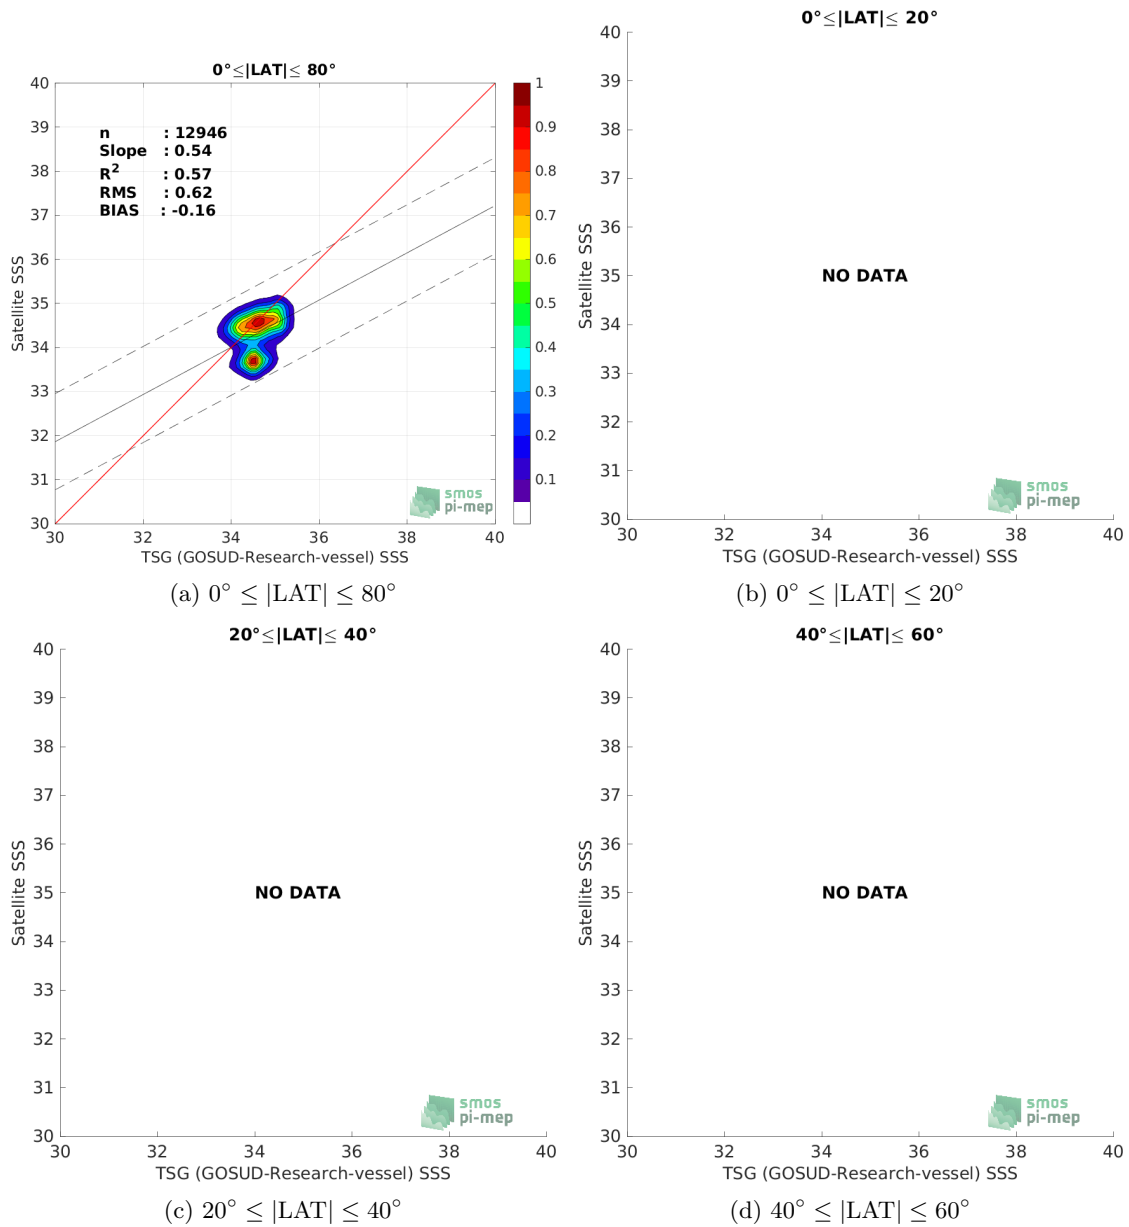 0°≤|LAT|≤ 80°
40
39
38
37
36
35
34
33
32
31
30
Satellite SSS
n : 12946
Slope : 0.54
R² : 0.57
RMS : 0.62
BIAS : -0.16
1
0.9
0.8
0.7
0.6
0.5
0.4
0.3
0.2
0.1
smos
pi-mep
30 32 34 36 38 40
TSG (GOSUD-Research-vessel) SSS
(a) 0° ≤ |LAT| ≤ 80°
0°≤|LAT|≤ 20°
40
39
38
37
36
35
34
33
32
31
30
Satellite SSS
NO DATA
smos
pi-mep
30 32 34 36 38 40
TSG (GOSUD-Research-vessel) SSS
(b) 0° ≤ |LAT| ≤ 20°
20°≤|LAT|≤ 40°
40
39
38
37
36
35
34
33
32
31
30
Satellite SSS
NO DATA
smos
pi-mep
30 32 34 36 38 40
TSG (GOSUD-Research-vessel) SSS
(c) 20° ≤ |LAT| ≤ 40°
40°≤|LAT|≤ 60°
40
39
38
37
36
35
34
33
32
31
30
Satellite SSS
NO DATA
smos
pi-mep
30 32 34 36 38 40
TSG (GOSUD-Research-vessel) SSS
(d) 40° ≤ |LAT| ≤ 60°